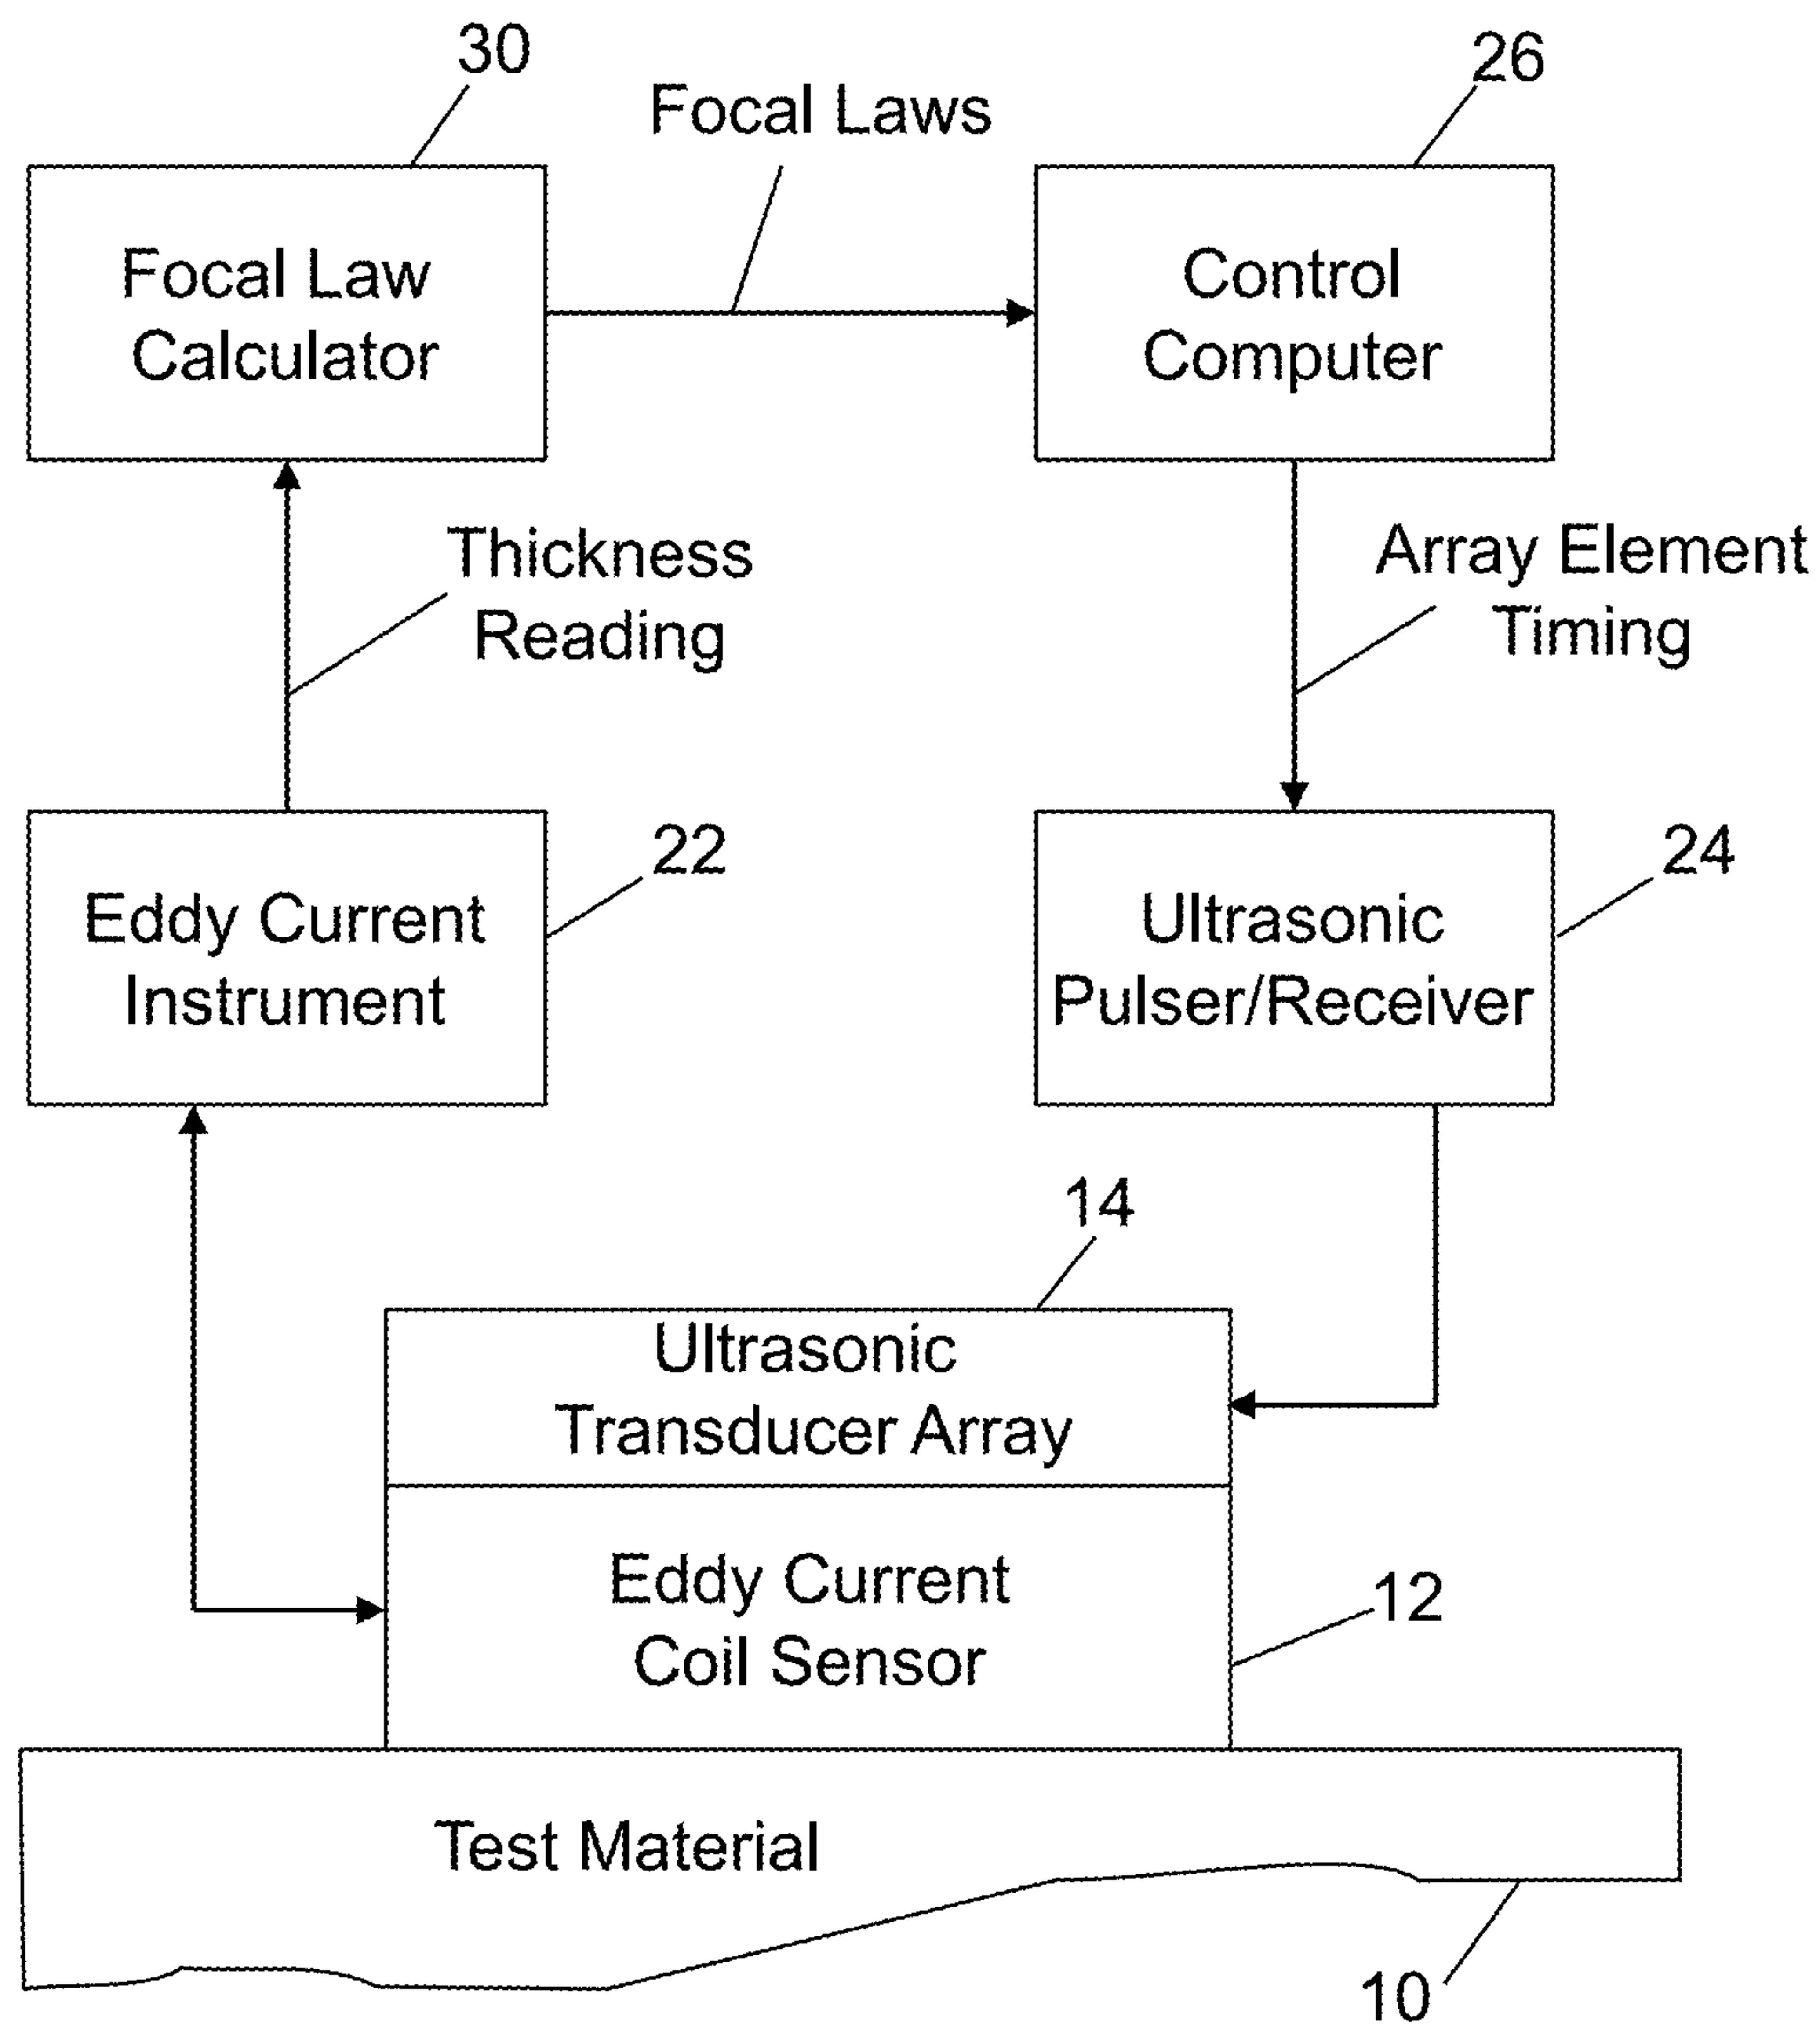 30
26
Focal Laws
Focal Law
Calculator
Control
Computer
Thickness
Reading
Array Element
Timing
22
24
Eddy Current
Instrument
Ultrasonic
Pulser/Receiver
14
Ultrasonic
Transducer Array
Eddy Current
Coil Sensor
12
Test Material
10